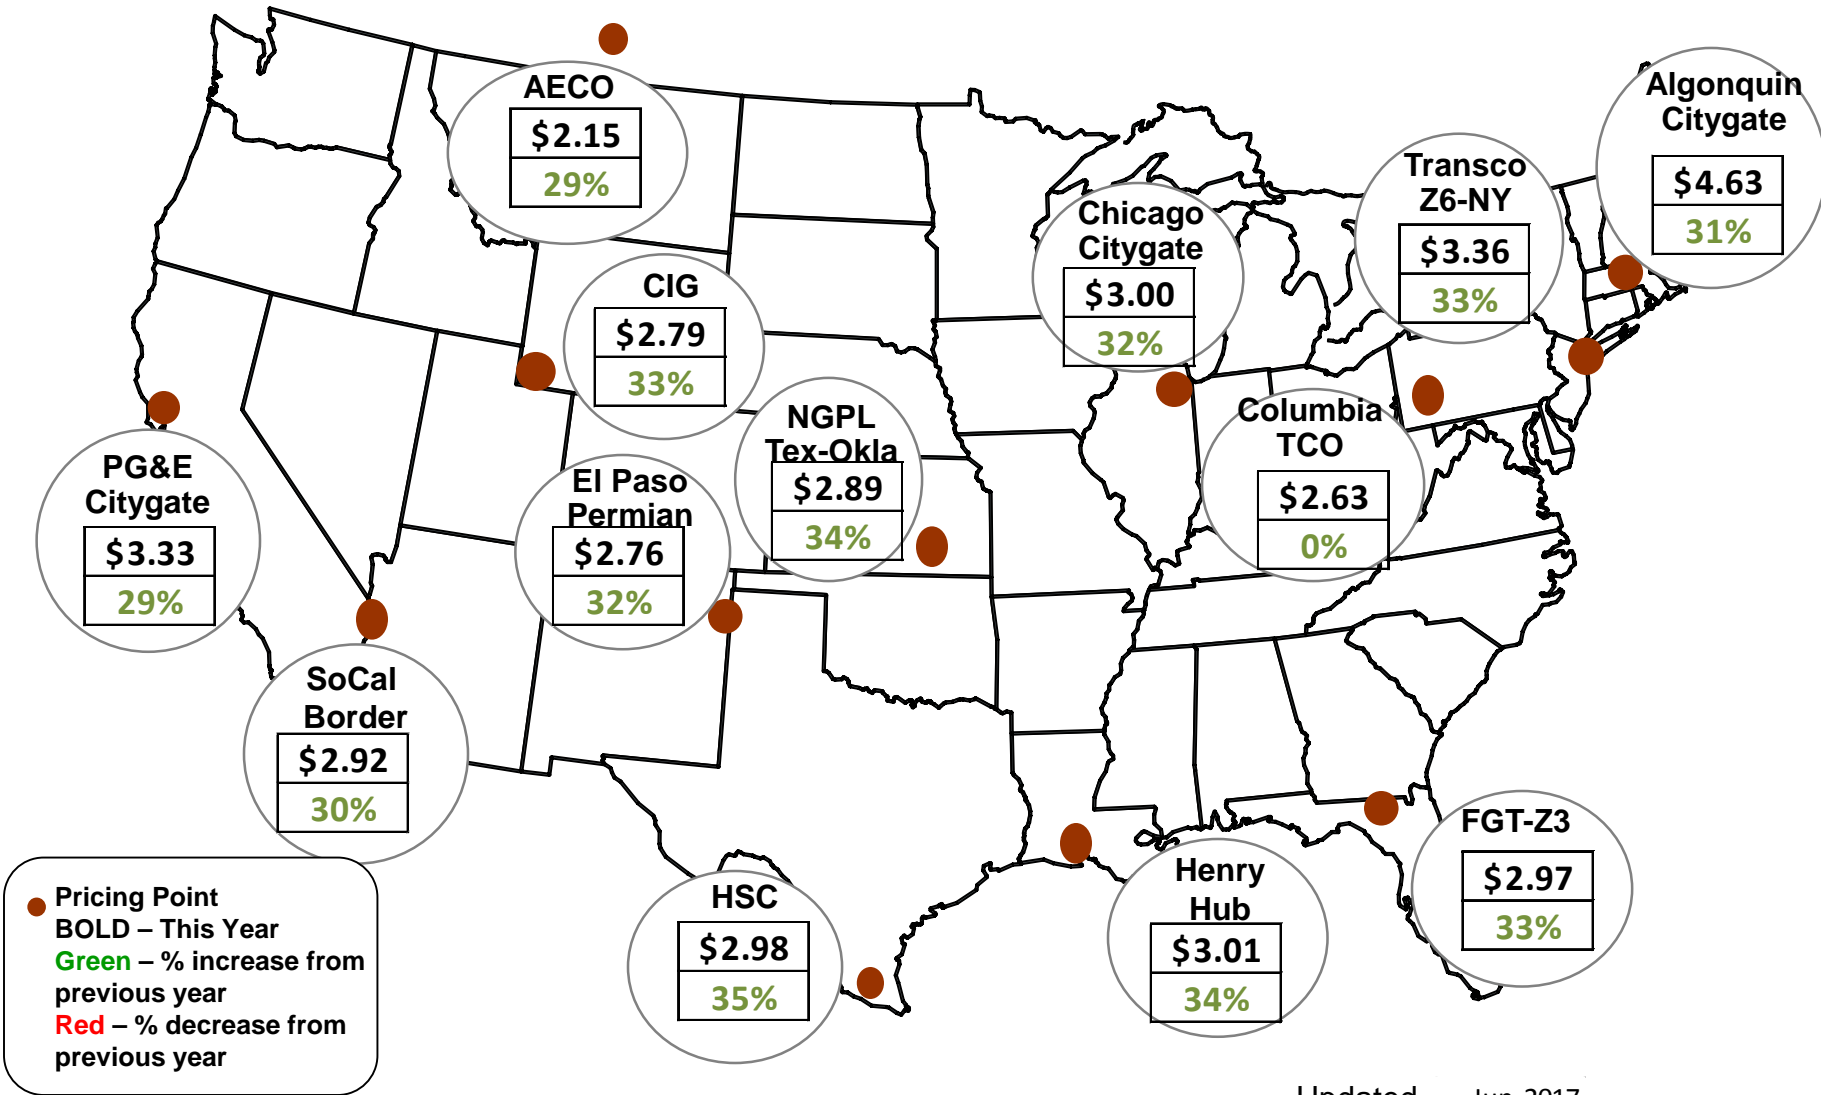 AECO
$2.15
29%
Algonquin
Citygate
$4.63
31%
Transco
Z6-NY
$3.36
33%
Chicago
Citygate
$3.00
32%
CIG
$2.79
33%
NGPL
Tex-Okla
$2.89
34%
Columbia
TCO
$2.63
0%
PG&E
Citygate
$3.33
29%
El Paso
Permian
$2.76
32%
SoCal
Border
$2.92
30%
HSC
$2.98
35%
Henry
Hub
$3.01
34%
FGT-Z3
$2.97
33%
Pricing Point
BOLD – This Year
Green – % increase from
previous year
Red – % decrease from
previous year
Updated Jun-2017